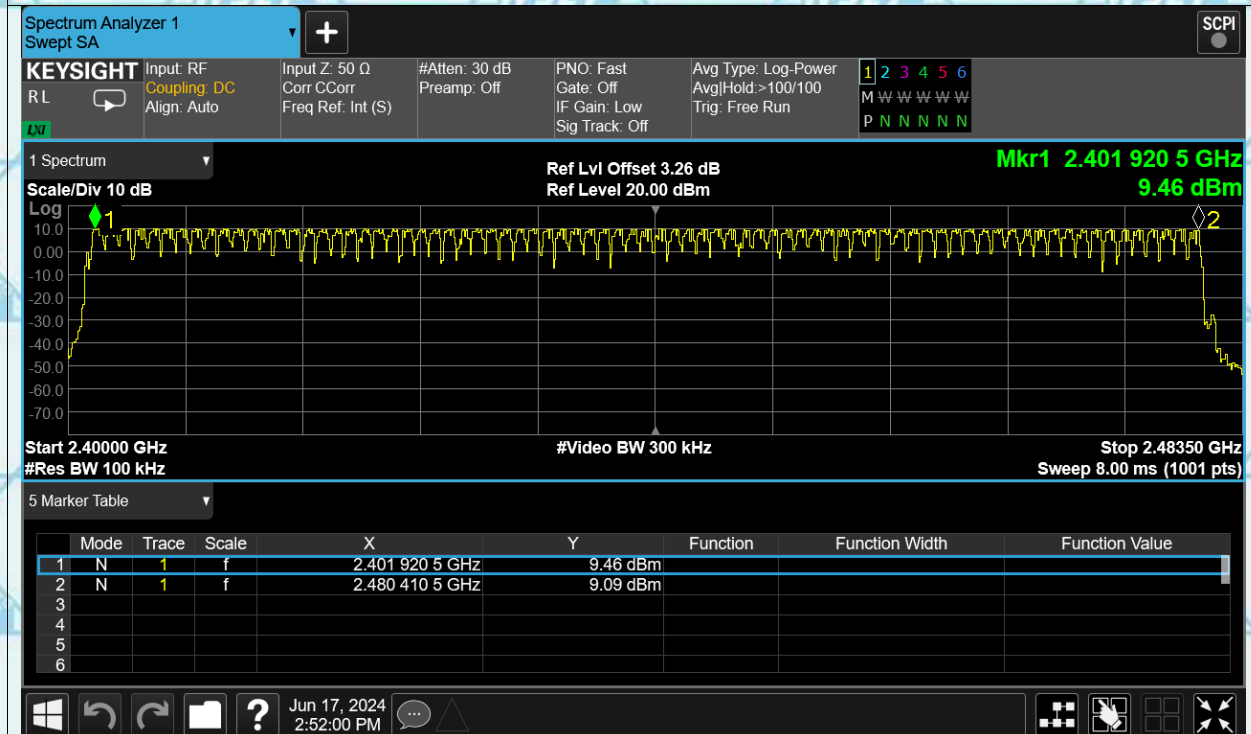 Spectrum Analyzer 1
Swept SA
+
SCPI
KEYSIGHT
RL
LXI
Input: RF
Coupling: DC
Align: Auto
Input Z: 50 Ω
Corr CCorr
Freq Ref: Int (S)
#Atten: 30 dB
Preamp: Off
PNO: Fast
Gate: Off
IF Gain: Low
Sig Track: Off
Avg Type: Log-Power
Avg|Hold:>100/100
Trig: Free Run
1 2 3 4 5 6
M W W W W W
P N N N N N N
1 Spectrum
Scale/Div 10 dB
Ref Lvl Offset 3.26 dB
Ref Level 20.00 dBm
Mkr1 2.401 920 5 GHz
9.46 dBm
Log
1
2
10.0
0.00
-10.0
-20.0
-30.0
-40.0
-50.0
-60.0
-70.0
Start 2.40000 GHz
#Res BW 100 kHz
#Video BW 300 kHz
Stop 2.48350 GHz
Sweep 8.00 ms (1001 pts)
5 Marker Table
Mode Trace Scale X Y Function Function Width Function Value
1 N 1 f 2.401 920 5 GHz 9.46 dBm
2 N 1 f 2.480 410 5 GHz 9.09 dBm
3
4
5
6
?
Jun 17, 2024
2:52:00 PM